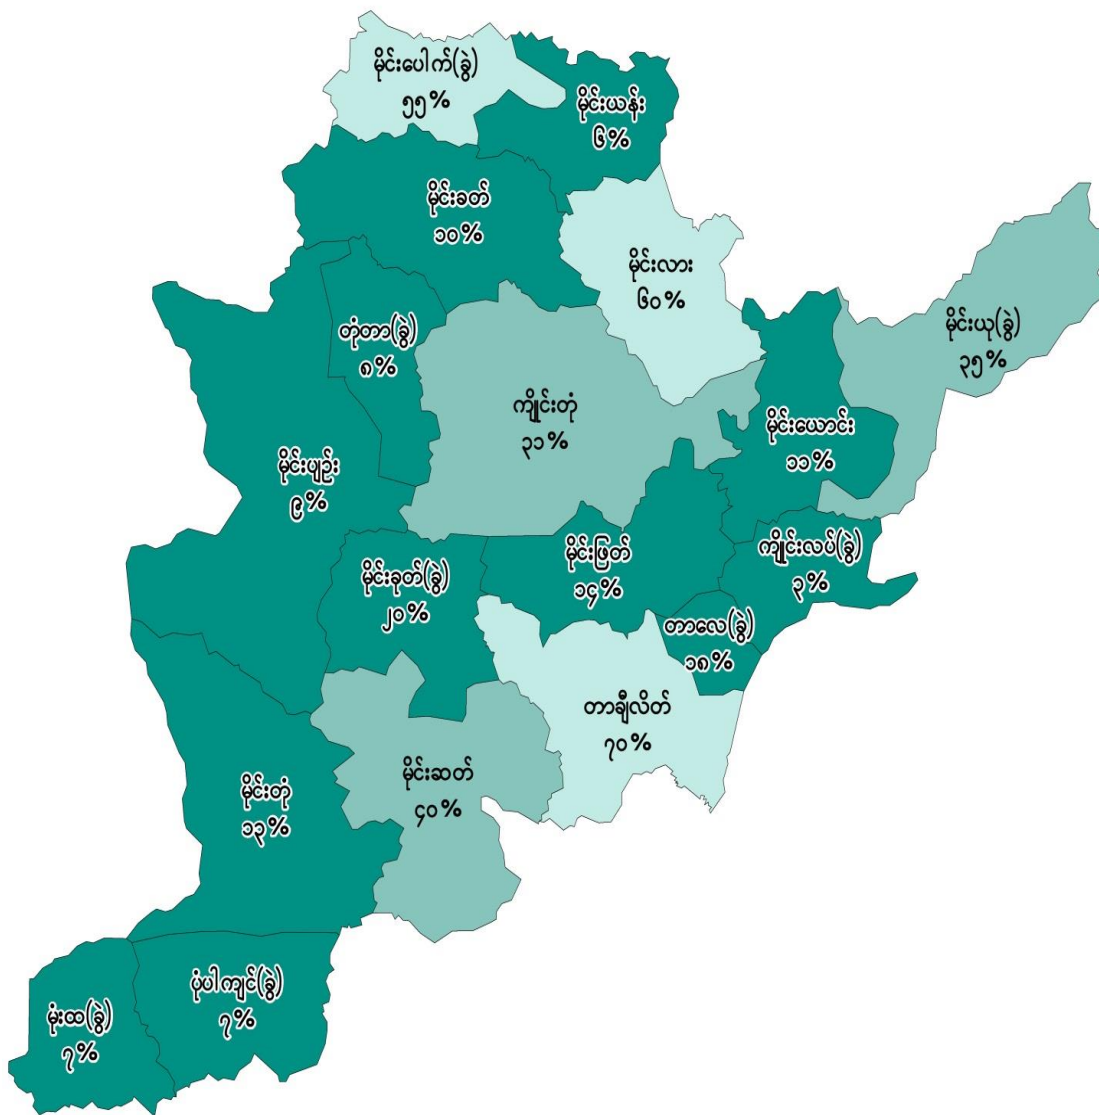 မိုင်းပေါက်(ခွဲ)
၅၅%
မိုင်းယန်း
၆%
မိုင်းခတ်
၁၀%
မိုင်းလား
၆၀%
မိုင်းယု(ခွဲ)
၃၅%
တုံတာ(ခွဲ)
၈%
ကျိုင်းတုံ
၃၁%
မိုင်းယောင်း
၁၁%
မိုင်းပျဉ်း
၉%
ကျိုင်းလပ်(ခွဲ)
၃%
မိုင်းဖြတ်
၁၄%
မိုင်းခုတ်(ခွဲ)
၂၀%
တာလေ(ခွဲ)
၁၈%
တာချီလိတ်
၇၀%
မိုင်းဆတ်
၄၀%
မိုင်းတုံ
၁၃%
ပုံပါကျင်(ခွဲ)
၇%
မုံးထ(ခွဲ)
၇%